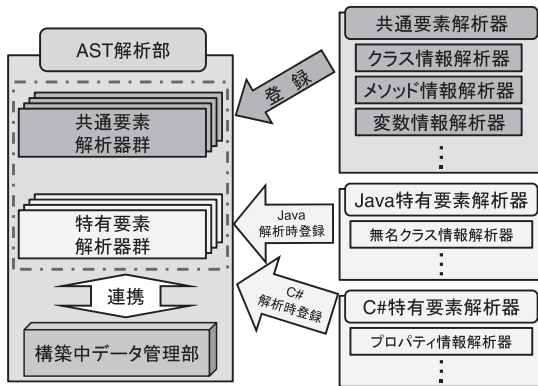 AST解析部
共通要素
解析器群
特有要素
解析器群
連携
構築中データ管理部
登録
Java
解析時登録
C#
解析時登録
共通要素解析器
クラス情報解析器
メソッド情報解析器
変数情報解析器
Java特有要素解析器
無名クラス情報解析器
C#特有要素解析器
プロパティ情報解析器